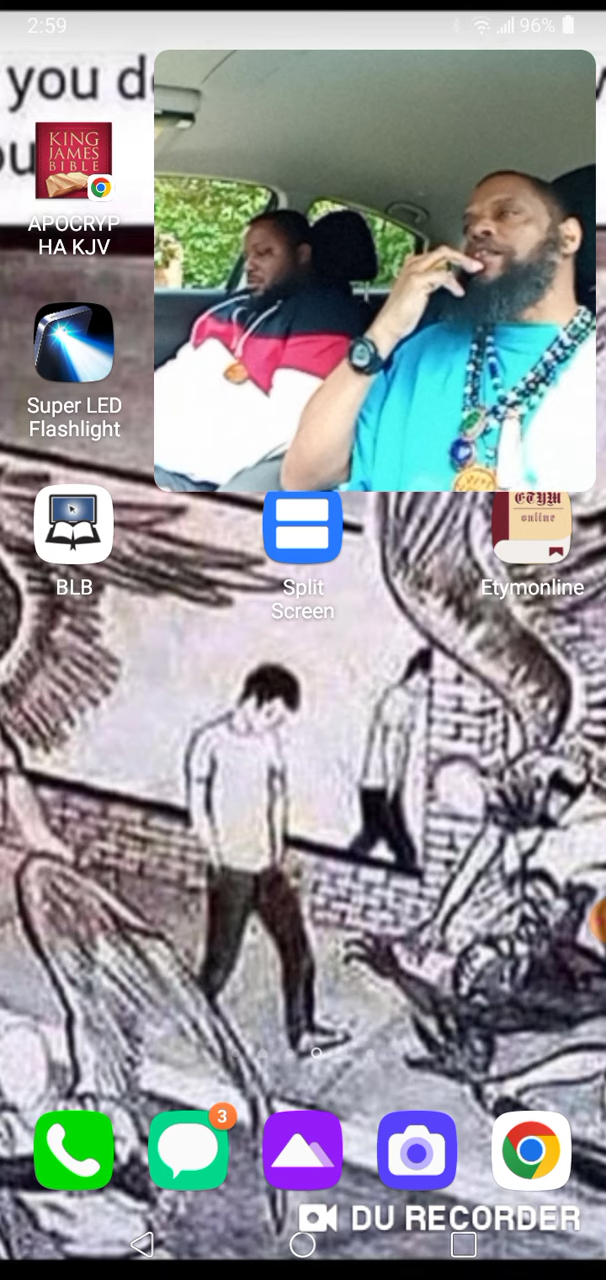 2:59
96%
you d
KING
JAMES
BIBLE
APOCRYP
HA KJV
Super LED
Flashlight
BLB
Split
Screen
ETYM
online
Etymonline
3
DU RECORDER